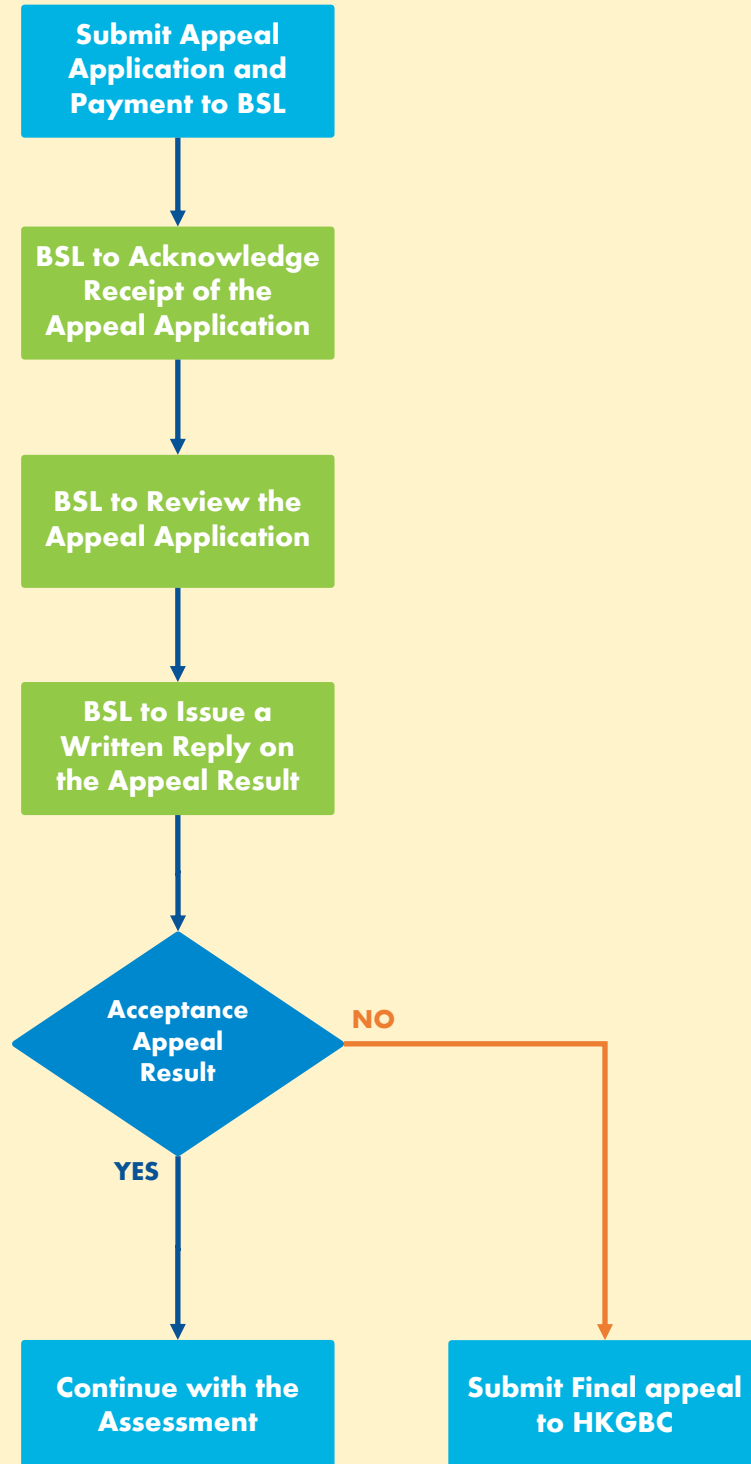 Submit Appeal
Application and
Payment to BSL
BSL to Acknowledge
Receipt of the
Appeal Application
BSL to Review the
Appeal Application
BSL to Issue a
Written Reply on
the Appeal Result
Acceptance
Appeal
Result
NO
YES
Continue with the
Assessment
Submit Final appeal
to HKGBC